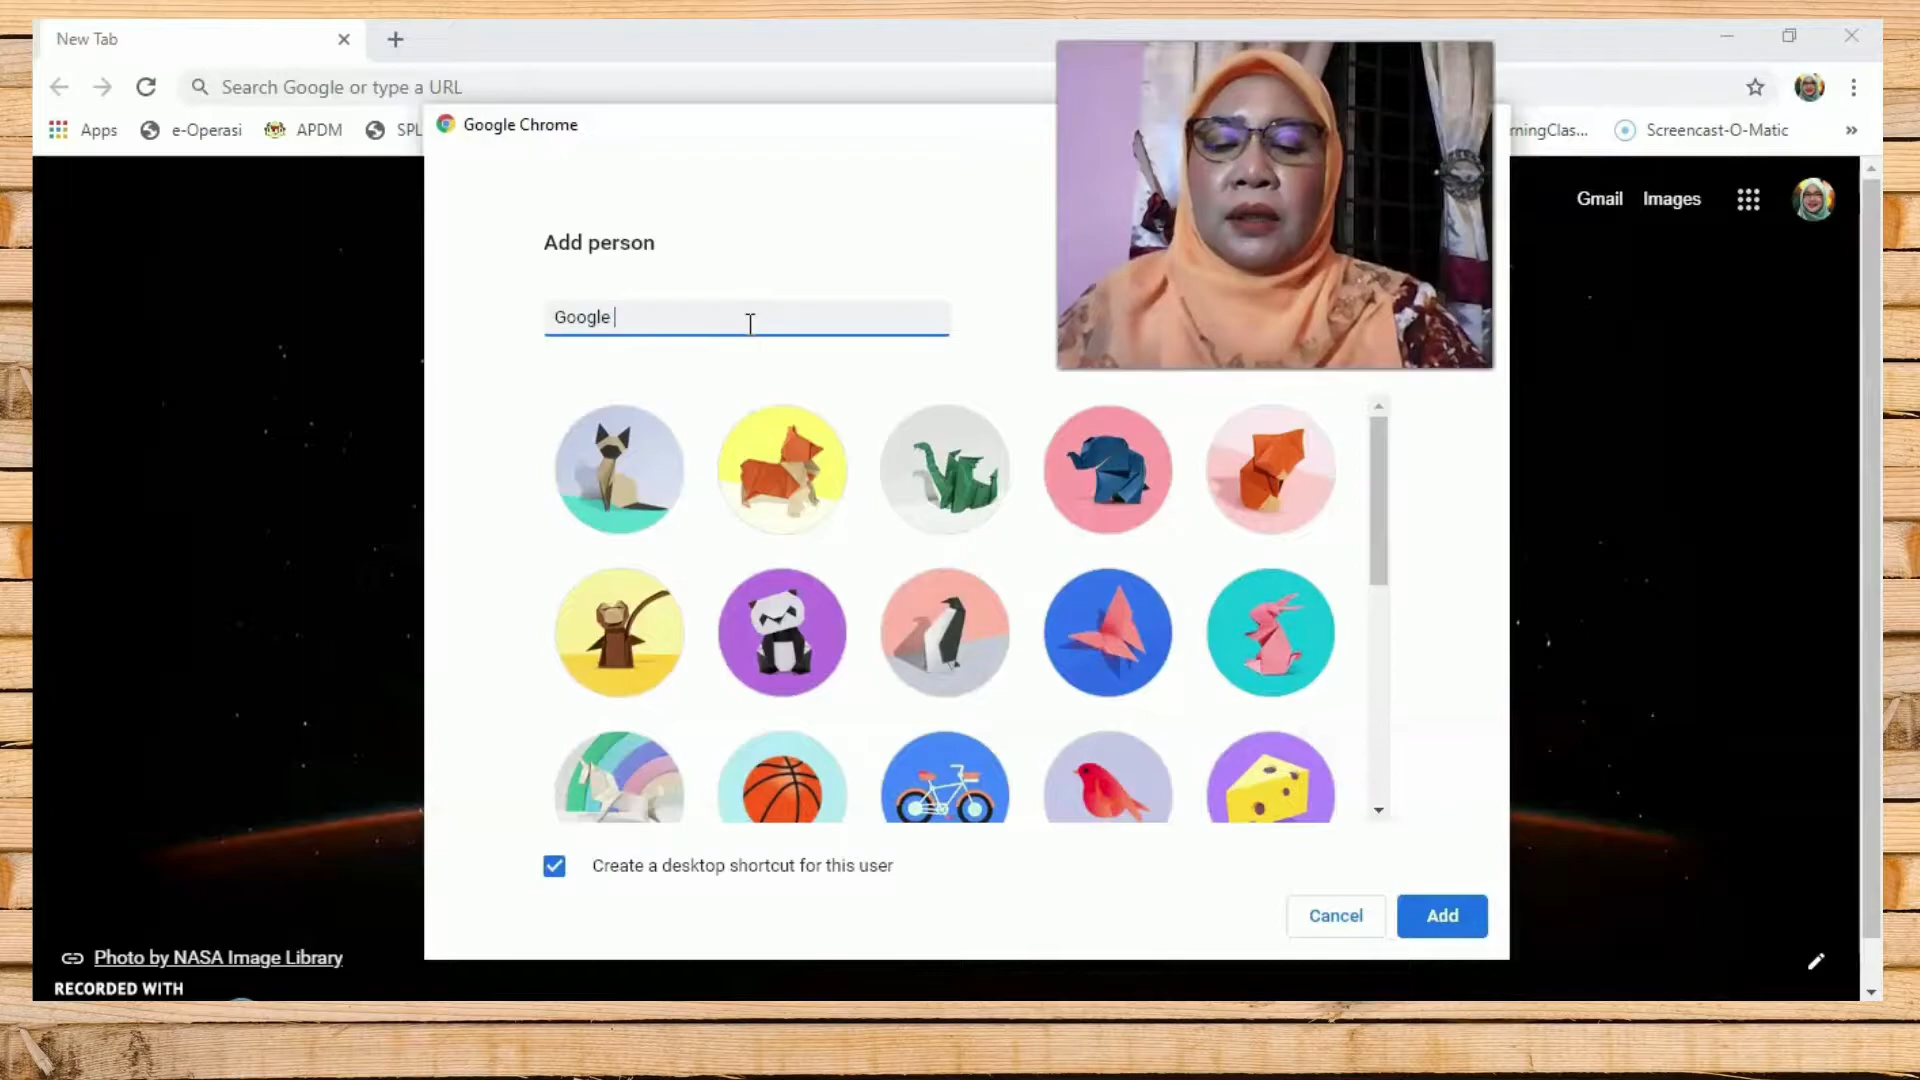 New Tab
Search Google or type a URL
Apps
e-Operasi
APDM
SPL
rningClas...
Screencast-O-Matic
»
Google Chrome
Gmail
Images
Add person
Google
Create a desktop shortcut for this user
Cancel
Add
Photo by NASA Image Library
RECORDED WITH